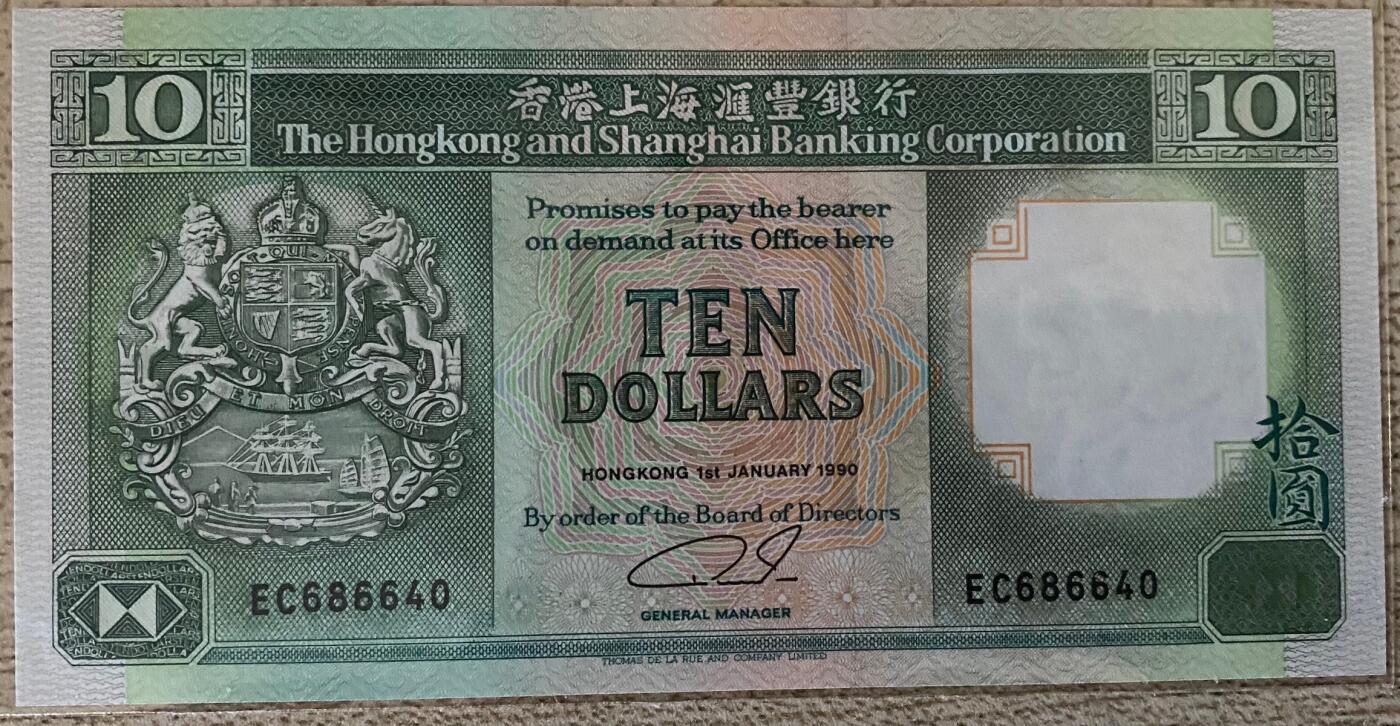 10
香港上海滙豐銀行
10
The Hongkong and Shanghai Banking Corporation
Promises to pay the bearer
on demand at its Office here
TEN
DOLLARS
HONGKONG 1st JANUARY 1990
By order of the Board of Directors
GENERAL MANAGER
DIEU ET MON DROIT
拾
圓
EC686640
EC686640
THOMAS DE LA RUE AND COMPANY LIMITED